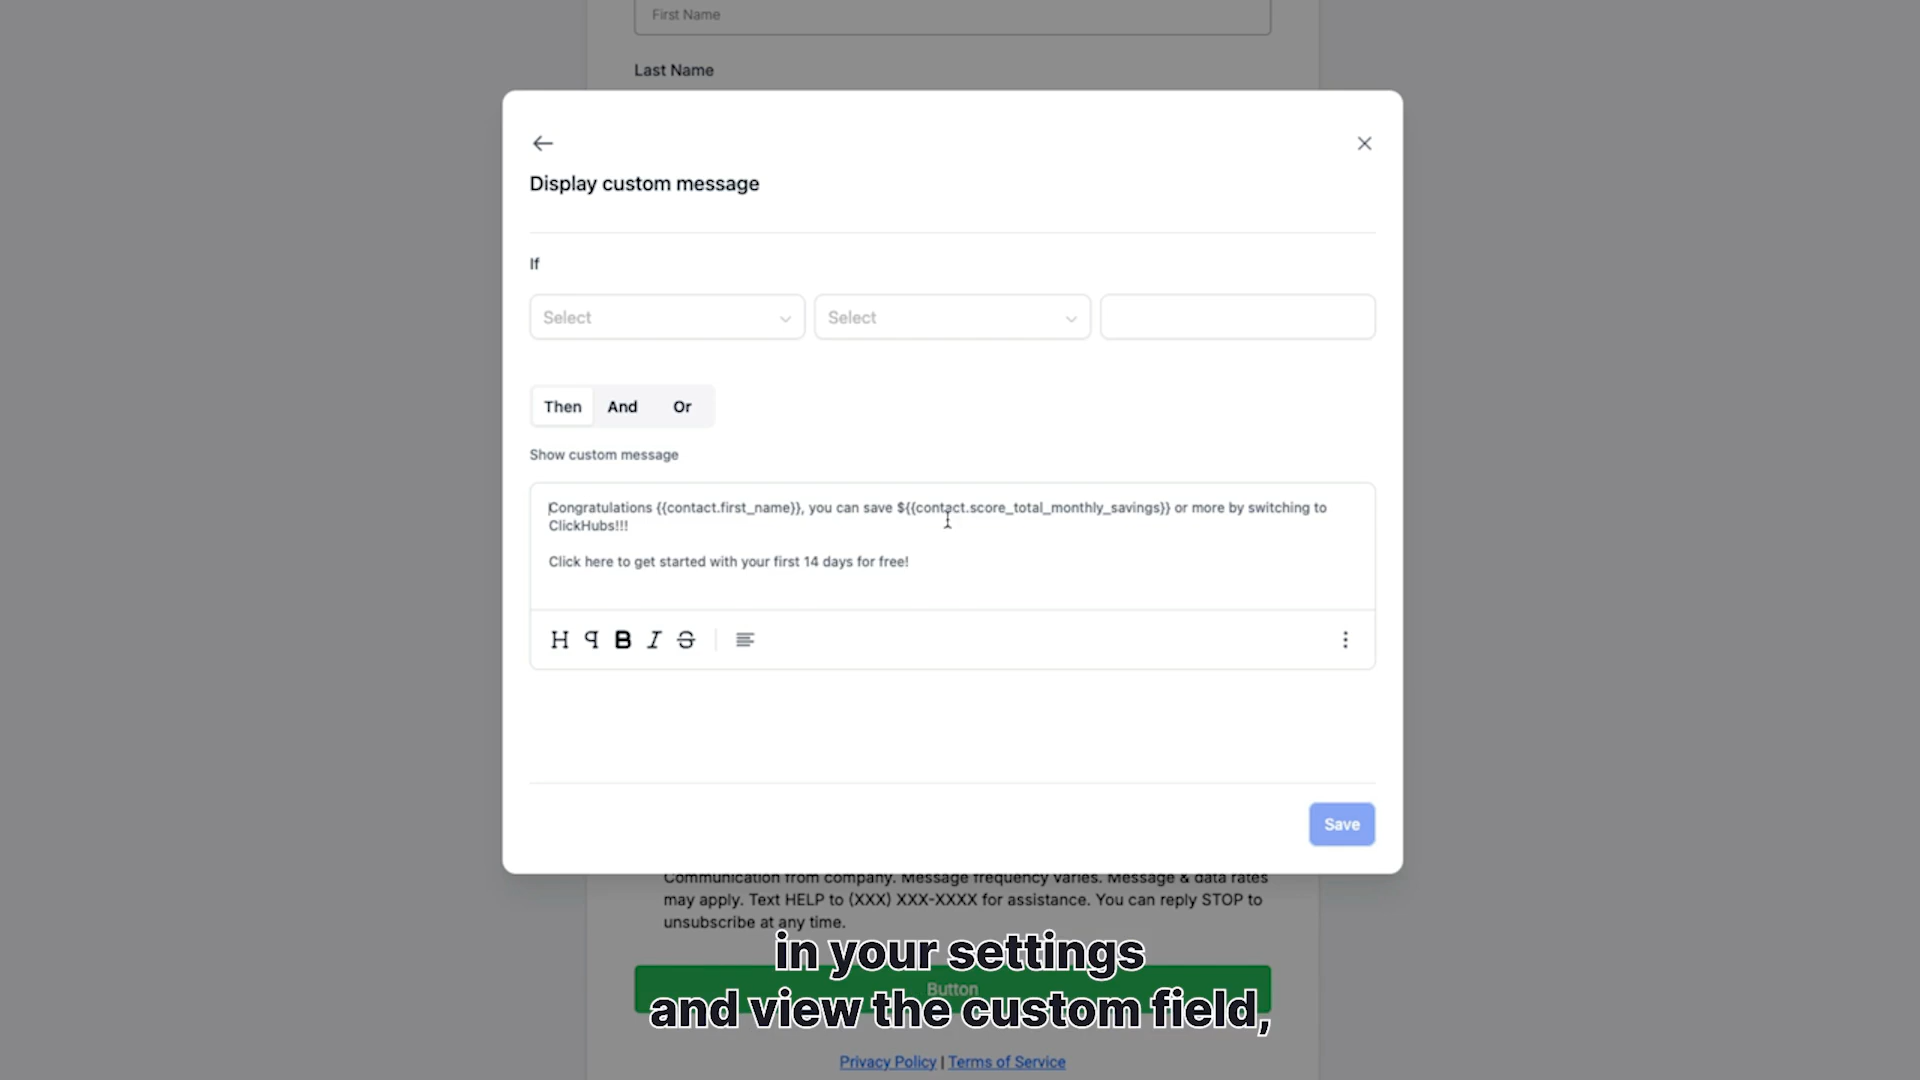 First Name
Last Name
Display custom message
If
Select
Select
Then And Or
Show custom message
Congratulations {{contact.first_name}}, you can save ${{contact.score_total_monthly_savings}} or more by switching to
ClickHubs!!!
Click here to get started with your first 14 days for free!
H B I S
Save
Communication from company. Message frequency varies. Message & data rates
may apply. Text HELP to (XXX) XXX-XXXX for assistance. You can reply STOP to
unsubscribe at any time.
in your settings
Button
and view the custom field,
Privacy Policy | Terms of Service